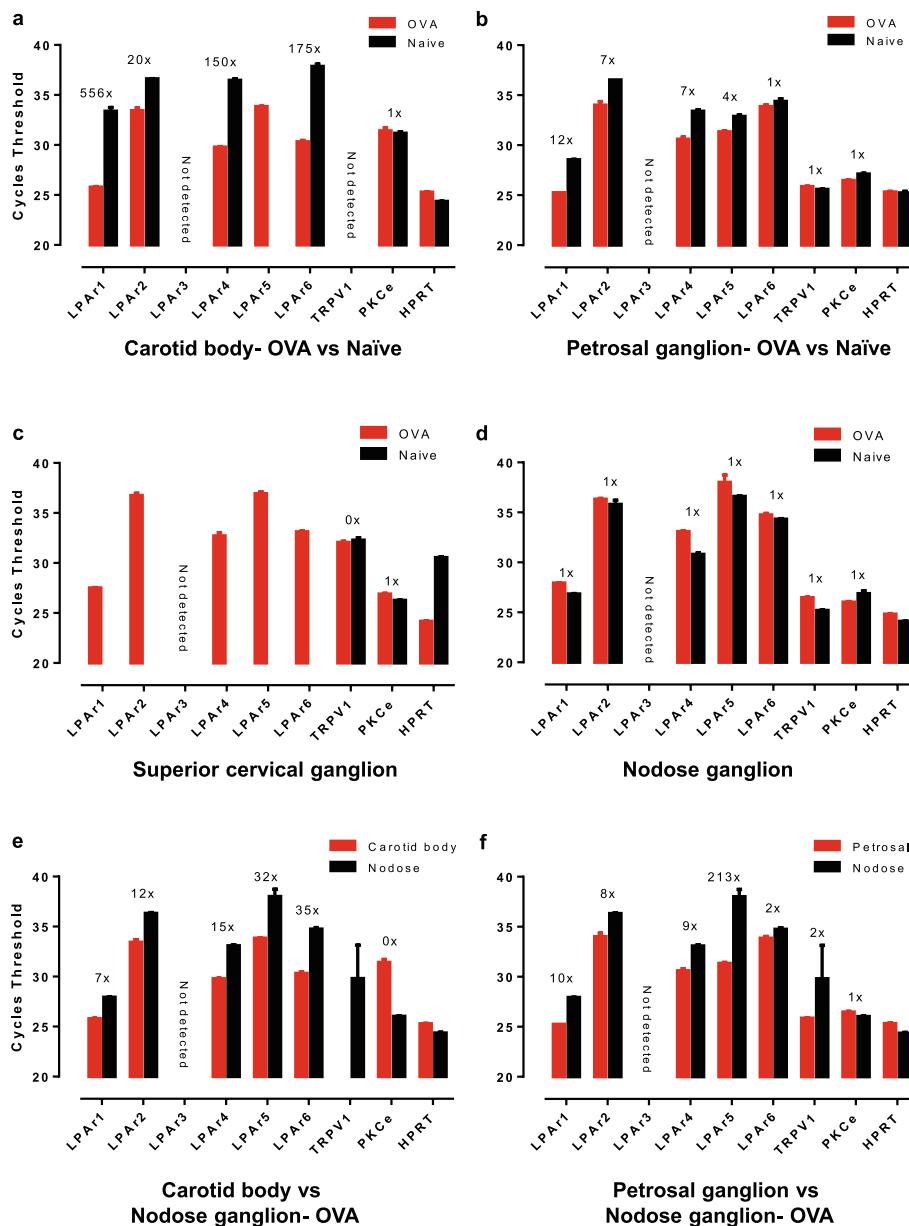 a
OVA
Naive
40
35
30
25
20
Cycles Threshold
556x
20x
150x
175x
1x
Not detected
Not detected
LPAr1
LPAr2
LPAr3
LPAr4
LPAr5
LPAr6
TRPV1
PKCe
HPRT
Carotid body- OVA vs Naïve
b
OVA
Naive
40
35
30
25
20
12x
7x
7x
4x
1x
1x
1x
Not detected
LPAr1
LPAr2
LPAr3
LPAr4
LPAr5
LPAr6
TRPV1
PKCe
HPRT
Petrosal ganglion- OVA vs Naïve
c
OVA
Naive
40
35
30
25
20
Cycles Threshold
0x
1x
Not detected
LPAr1
LPAr2
LPAr3
LPAr4
LPAr5
LPAr6
TRPV1
PKCe
HPRT
Superior cervical ganglion
d
OVA
Naive
40
35
30
25
20
1x
1x
1x
1x
1x
1x
1x
Not detected
LPAr1
LPAr2
LPAr3
LPAr4
LPAr5
LPAr6
TRPV1
PKCe
HPRT
Nodose ganglion
e
Carotid body
Nodose
40
35
30
25
20
Cycles Threshold
7x
12x
15x
32x
35x
0x
Not detected
LPAr1
LPAr2
LPAr3
LPAr4
LPAr5
LPAr6
TRPV1
PKCe
HPRT
Carotid body vs
Nodose ganglion- OVA
f
Petrosal
Nodose
40
35
30
25
20
10x
8x
9x
213x
2x
2x
1x
Not detected
LPAr1
LPAr2
LPAr3
LPAr4
LPAr5
LPAr6
TRPV1
PKCe
HPRT
Petrosal ganglion vs
Nodose ganglion- OVA